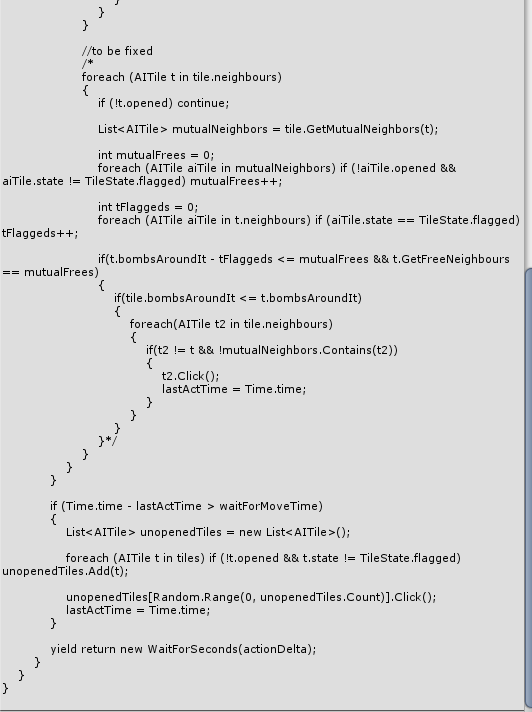 }
}
}
//to be fixed
/*
foreach (AITile t in tile.neighbours)
{
if (!t.opened) continue;
List<AITile> mutualNeighbors = tile.GetMutualNeighbors(t);
int mutualFrees = 0;
foreach (AITile aiTile in mutualNeighbors) if (!aiTile.opened &&
aiTile.state != TileState.flagged) mutualFrees++;
int tFlaggeds = 0;
foreach (AITile aiTile in t.neighbours) if (aiTile.state == TileState.flagged)
tFlaggeds++;
if(t.bombsAroundIt - tFlaggeds <= mutualFrees && t.GetFreeNeighbours
== mutualFrees)
{
if(tile.bombsAroundIt <= t.bombsAroundIt)
{
foreach(AITile t2 in tile.neighbours)
{
if(t2 != t && !mutualNeighbors.Contains(t2))
{
t2.Click();
lastActTime = Time.time;
}
}
}
}*/
}
}
}
if (Time.time - lastActTime > waitForMoveTime)
{
List<AITile> unopenedTiles = new List<AITile>();
foreach (AITile t in tiles) if (!t.opened && t.state != TileState.flagged)
unopenedTiles.Add(t);
unopenedTiles[Random.Range(0, unopenedTiles.Count)].Click();
lastActTime = Time.time;
}
yield return new WaitForSeconds(actionDelta);
}
}
}